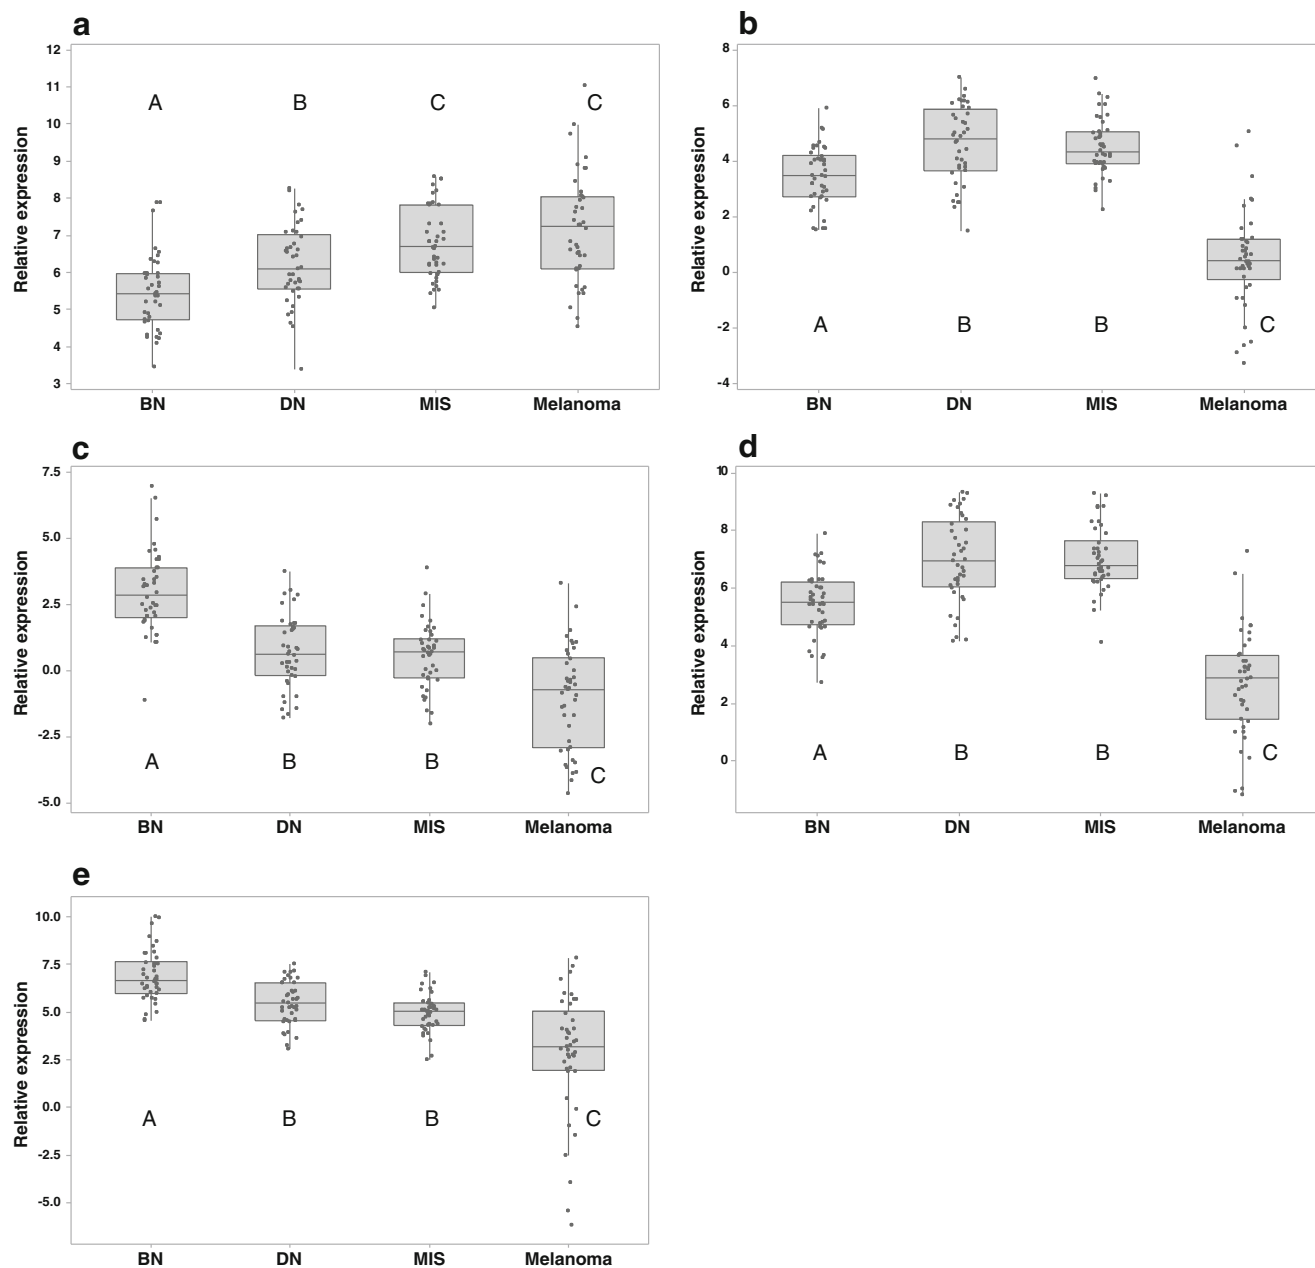 a
12
11
10
9
8
7
6
5
4
3
Relative expression
A B C C
BN DN MIS Melanoma
b
8
6
4
2
0
-2
-4
Relative expression
A B B C
BN DN MIS Melanoma
c
7.5
5.0
2.5
0.0
-2.5
-5.0
Relative expression
A B B C
BN DN MIS Melanoma
d
10
8
6
4
2
0
Relative expression
A B B C
BN DN MIS Melanoma
e
10.0
7.5
5.0
2.5
0.0
-2.5
-5.0
Relative expression
A B B C
BN DN MIS Melanoma